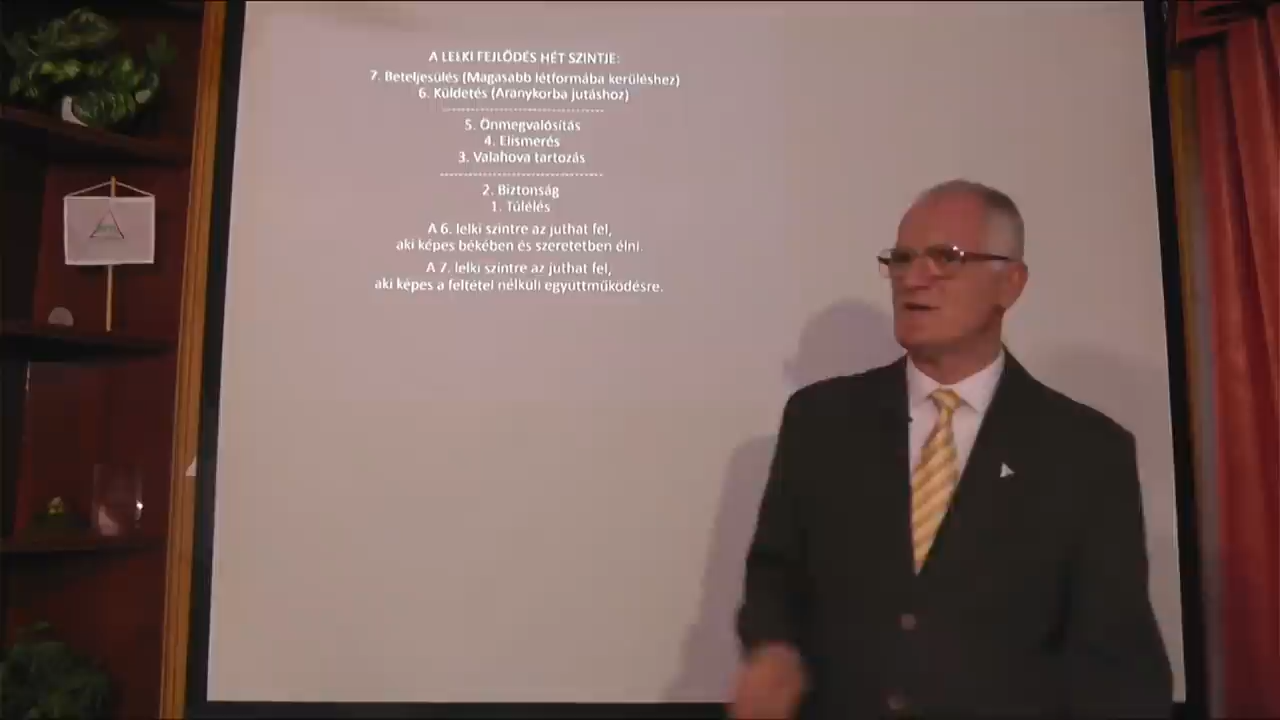 A LELKI FEJLŐDÉS HÉT SZINTJE:
7. Beteljesülés (Magasabb létformába kerüléshez)
6. Küldetés (Aranykorba jutáshoz)
5. Önmegvalósítás
4. Elismerés
3. Valahova tartozás
2. Biztonság
1. Túlélés
A 6. lelki szintre az juthat fel,
aki képes békében és szeretetben élni.
A 7. lelki szintre az juthat fel,
aki képes a feltétel nélküli együttműködésre.